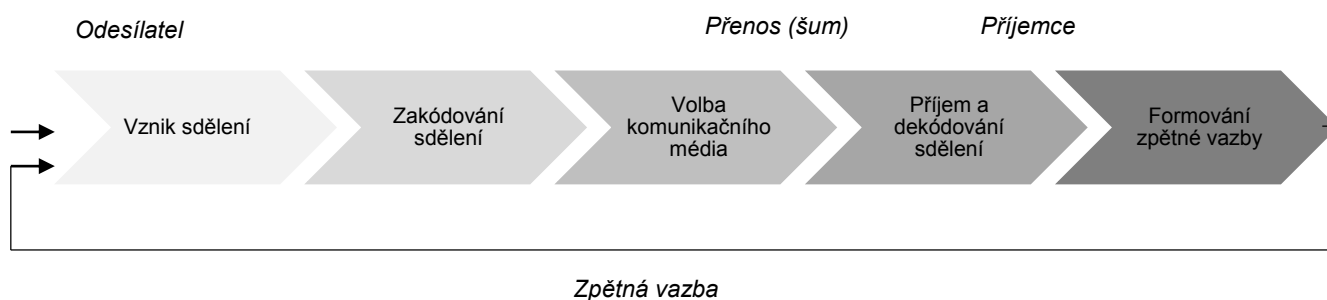 Odesílatel
Přenos (šum)
Příjemce
Vznik sdělení
Zakódování
sdělení
Volba
komunikačního
média
Příjem a
dekódování
sdělení
Formování
zpětné vazby
Zpětná vazba